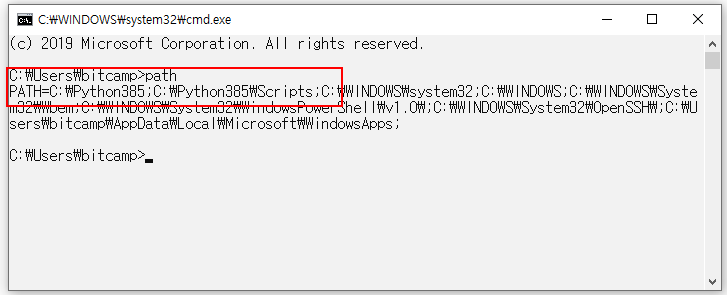 C:₩WINDOWS₩system32₩cmd.exe
(c) 2019 Microsoft Corporation. All rights reserved.
C:₩Users₩bitcamp>path
PATH=C:₩Python385;C:₩Python385₩Scripts;C:₩WINDOWS₩system32;C:₩WINDOWS;C:₩WINDOWS₩Syste
m32₩Wbem;C:₩WINDOWS₩System32₩WindowsPowerShell₩v1.0₩;C:₩WINDOWS₩System32₩OpenSSH₩;C:₩U
sers₩bitcamp₩AppData₩Local₩Microsoft₩WindowsApps;
C:₩Users₩bitcamp>